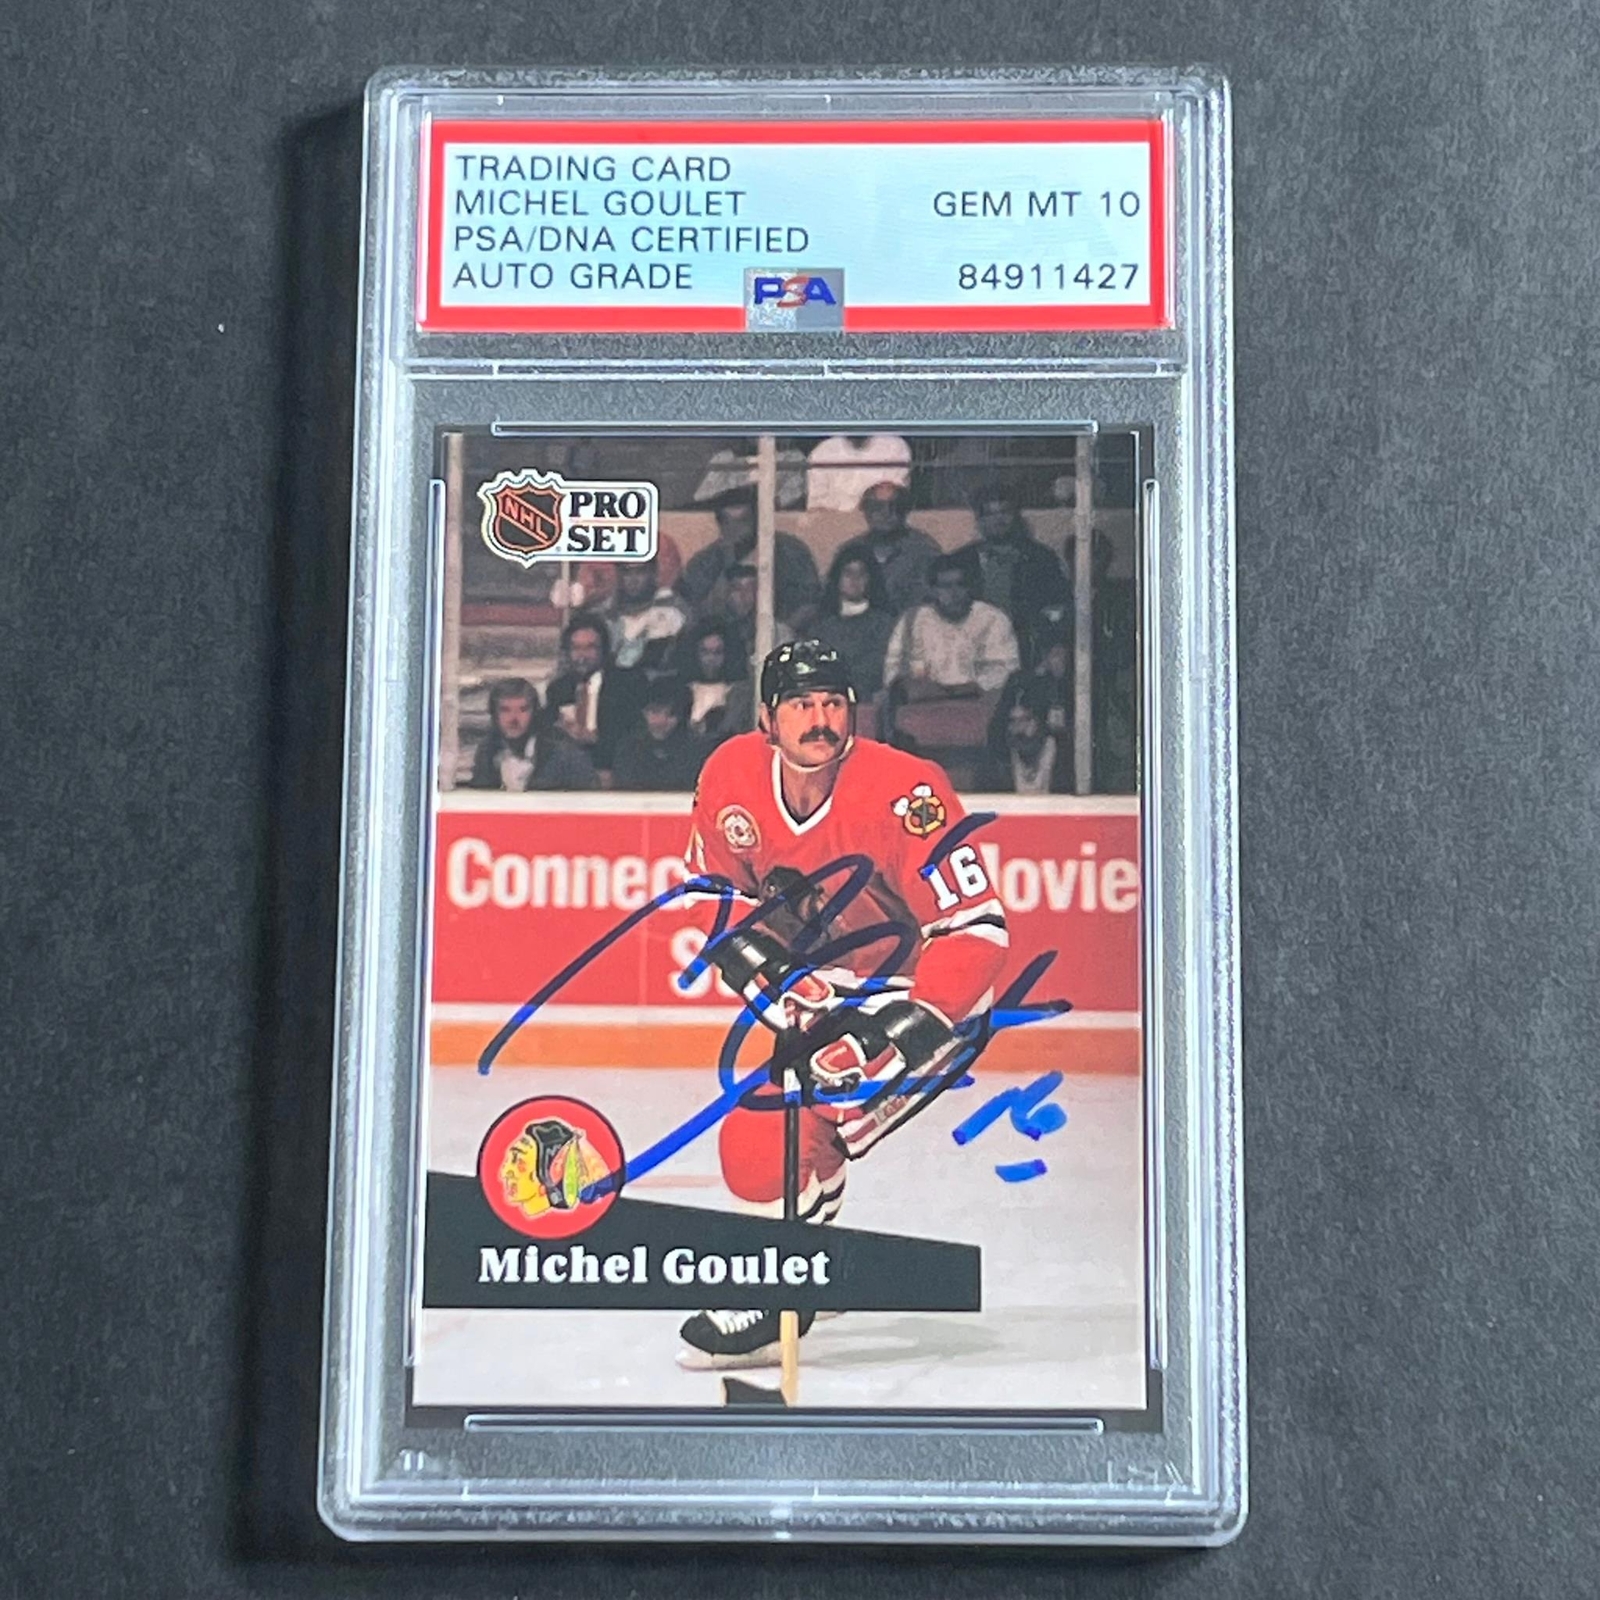 TRADING CARD
MICHEL GOULET
GEM MT 10
PSA/DNA CERTIFIED
AUTO GRADE
84911427
PSA
NHL PRO SET
16
Connec
ovie
S
16
Michel Goulet